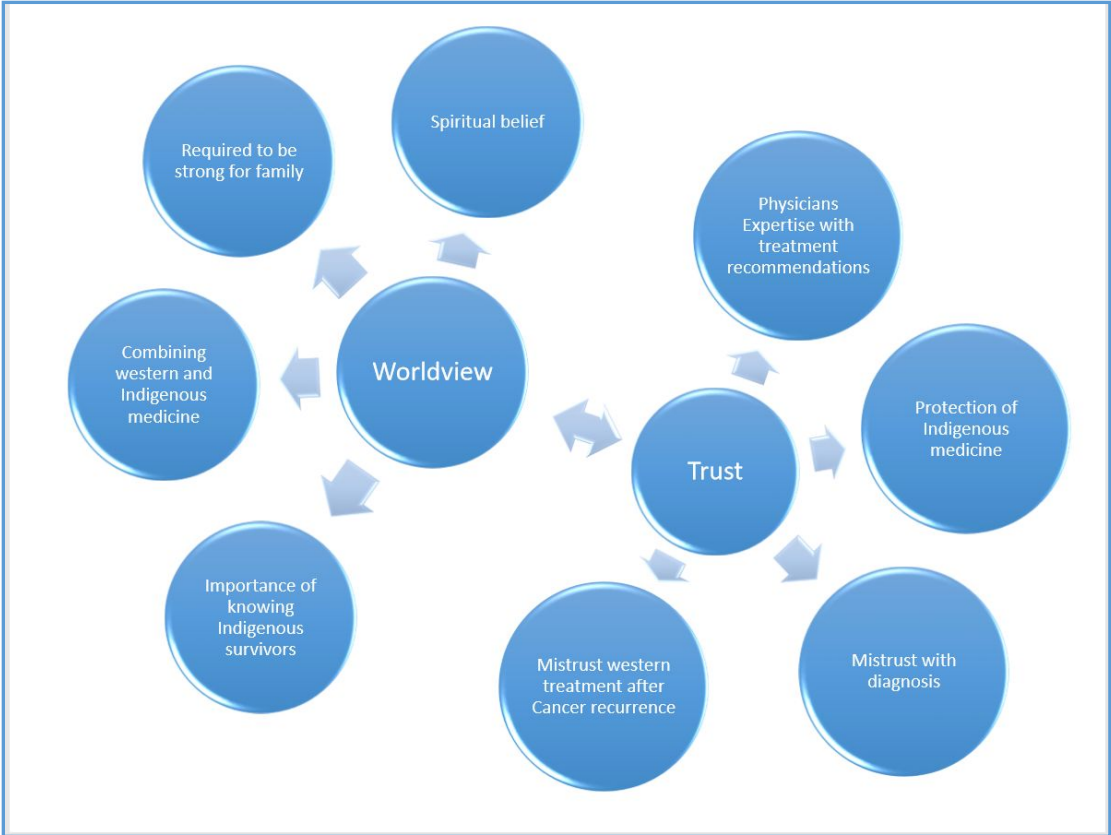 Spiritual belief
Required to be
strong for family
Physicians
Expertise with
treatment
recommendations
Worldview
Combining
western and
Indigenous
medicine
Protection of
Indigenous
medicine
Trust
Importance of
knowing
Indigenous
survivors
Mistrust western
treatment after
Cancer recurrence
Mistrust with
diagnosis